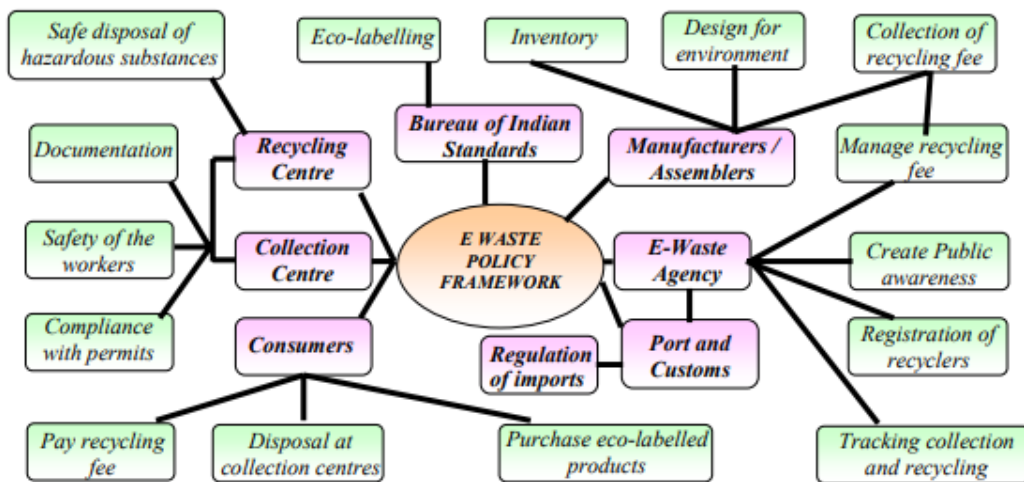 Safe disposal of
hazardous substances
Eco-labelling
Inventory
Design for
environment
Collection of
recycling fee
Documentation
Recycling
Centre
Bureau of Indian
Standards
Manufacturers /
Assemblers
Manage recycling
fee
Safety of the
workers
Collection
Centre
E WASTE
POLICY
FRAMEWORK
E-Waste
Agency
Create Public
awareness
Compliance
with permits
Consumers
Regulation
of imports
Port and
Customs
Registration of
recyclers
Pay recycling
fee
Disposal at
collection centres
Purchase eco-labelled
products
Tracking collection
and recycling